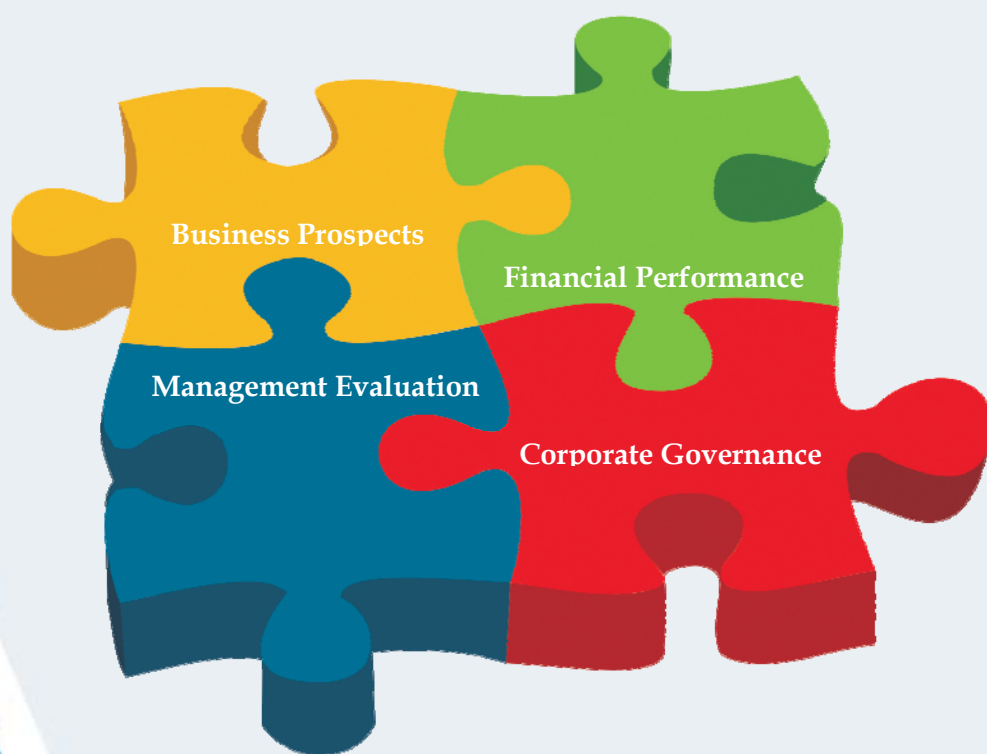 Business Prospects
Financial Performance
Management Evaluation
Corporate Governance